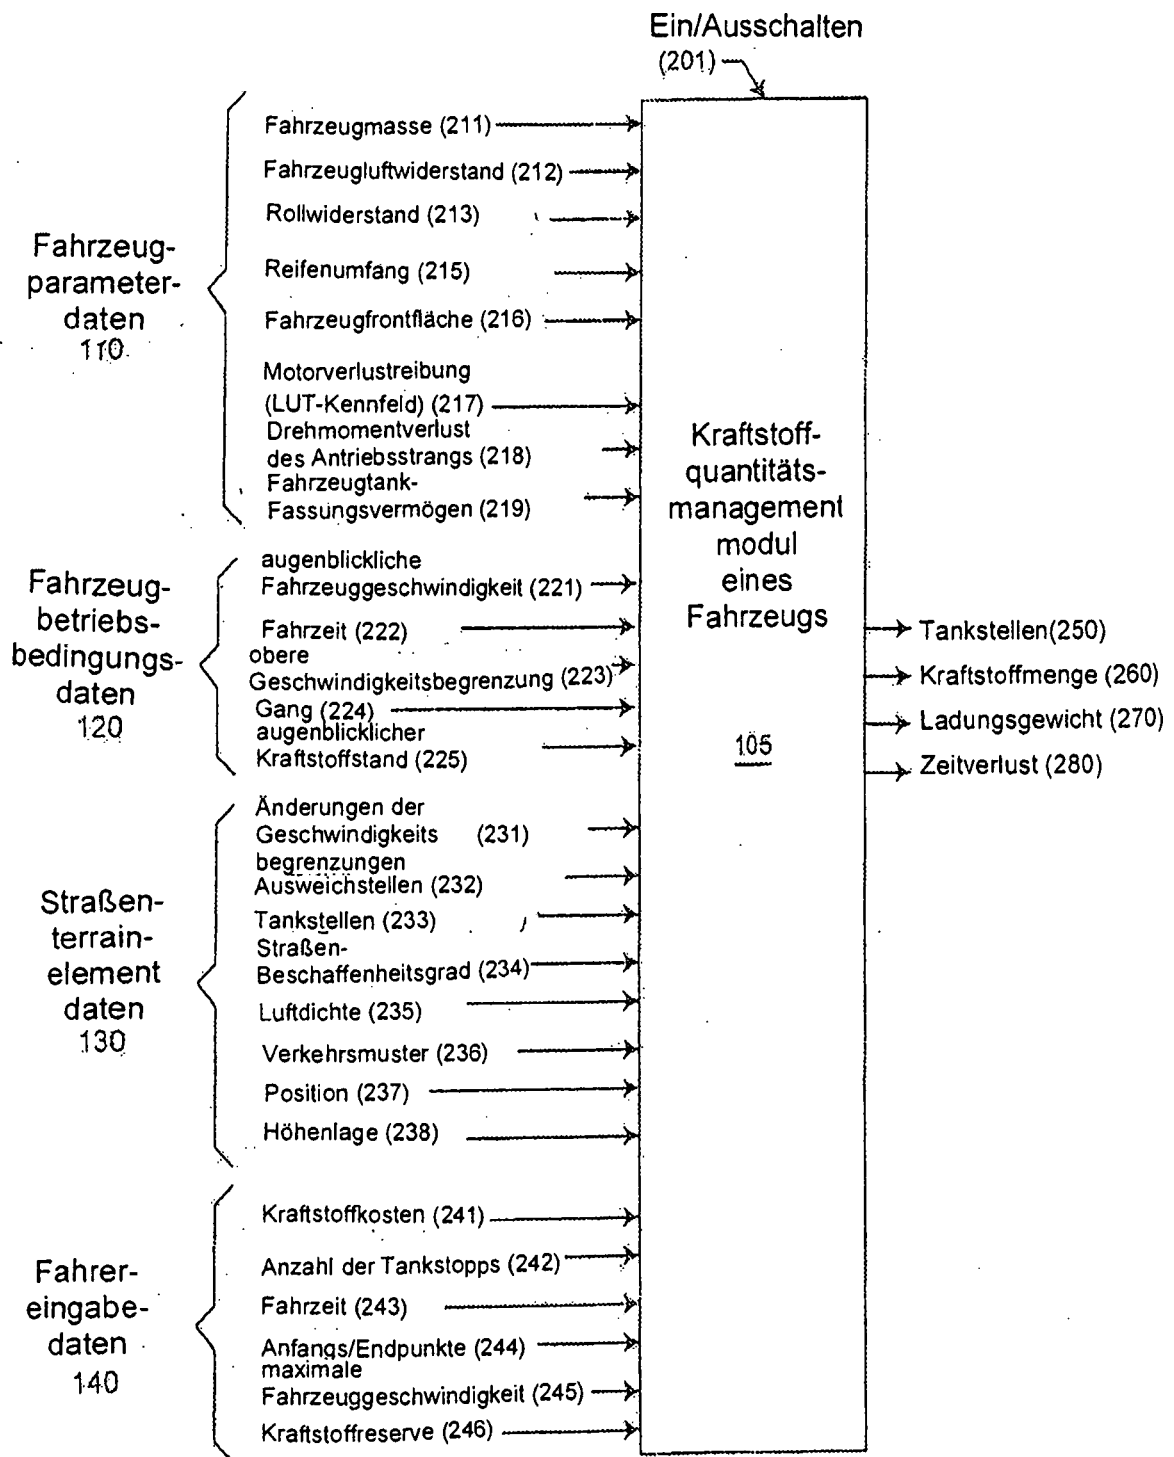 Ein/Ausschalten
(201)
Fahrzeug-
parameter-
daten
110
Fahrzeugmasse (211)
Fahrzeugluftwiderstand (212)
Rollwiderstand (213)
Reifenumfang (215)
Fahrzeugfrontfläche (216)
Motorverlustreibung
(LUT-Kennfeld) (217)
Drehmomentverlust
des Antriebsstrangs (218)
Fahrzeugtank-
Fassungsvermögen (219)
Fahrzeug-
betriebs-
bedingungs-
daten
120
augenblickliche
Fahrzeuggeschwindigkeit (221)
Fahrzeit (222)
obere
Geschwindigkeitsbegrenzung (223)
Gang (224)
augenblicklicher
Kraftstoffstand (225)
Straßen-
terrain-
element
daten
130
Änderungen der
Geschwindigkeits (231)
begrenzungen
Ausweichstellen (232)
Tankstellen (233)
Straßen-
Beschaffenheitsgrad (234)
Luftdichte (235)
Verkehrsmuster (236)
Position (237)
Höhenlage (238)
Fahrer-
eingabe-
daten
140
Kraftstoffkosten (241)
Anzahl der Tankstopps (242)
Fahrzeit (243)
Anfangs/Endpunkte (244)
maximale
Fahrzeuggeschwindigkeit (245)
Kraftstoffreserve (246)
Kraftstoff-
quantitäts-
management
modul
eines
Fahrzeugs
105
Tankstellen(250)
Kraftstoffmenge (260)
Ladungsgewicht (270)
Zeitverlust (280)